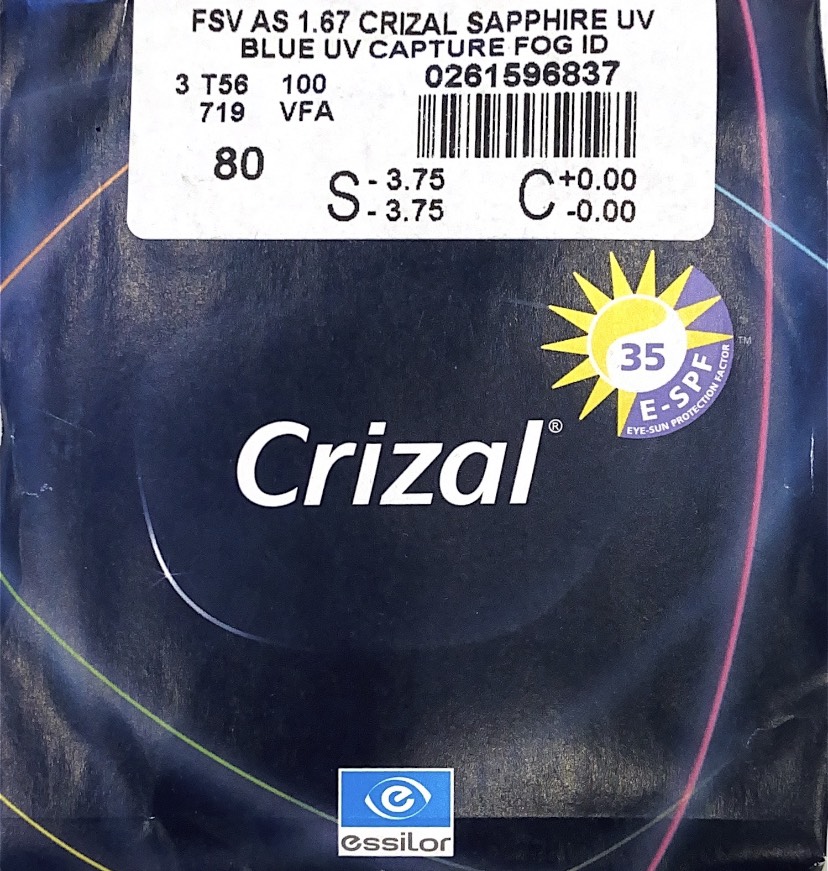 FSV AS 1.67 CRIZAL SAPPHIRE UV
BLUE UV CAPTURE FOG ID
3 T56 100
0261596837
719 VFA
80
S - 3.75 C +0.00
- 3.75 -0.00
35
E-SPF
TM
EYE-SUN PROTECTION FACTOR
Crizal®
e
essilor